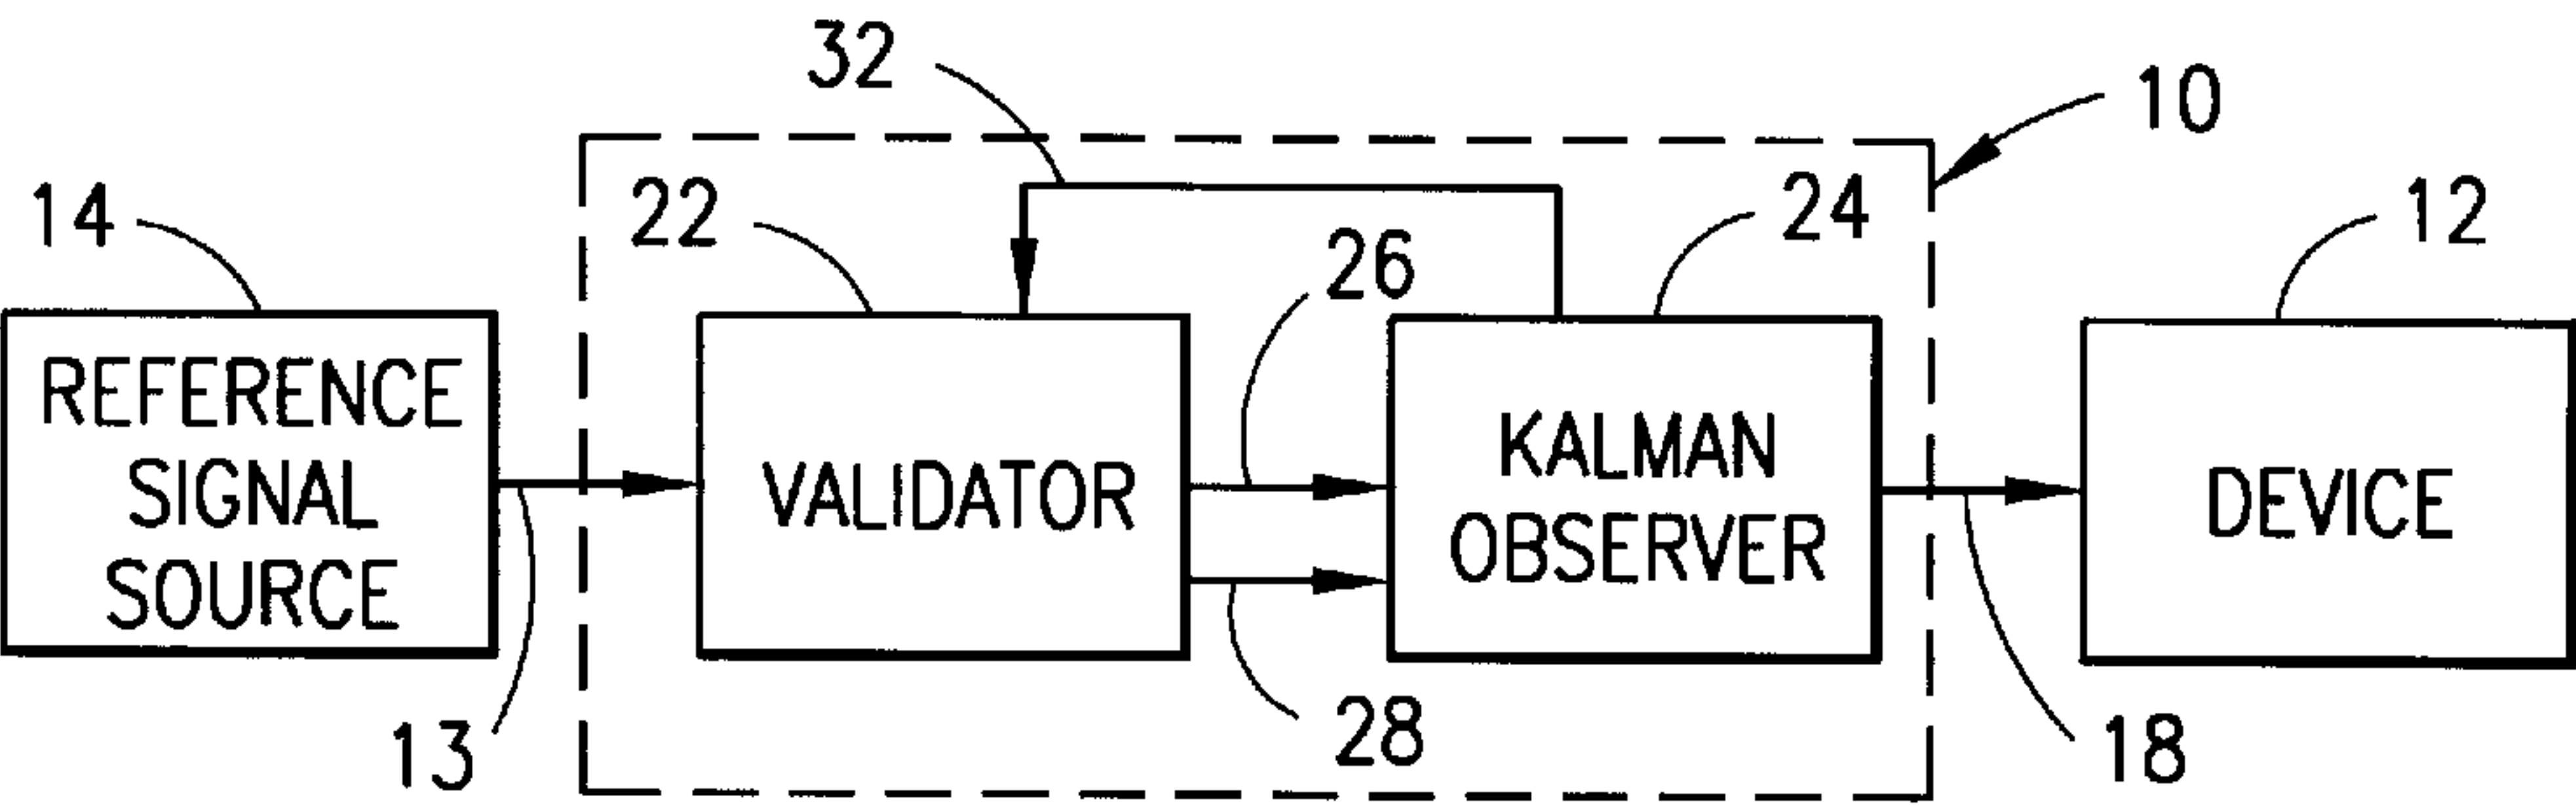 32
10
14
22
26
24
12
REFERENCE
SIGNAL
SOURCE
VALIDATOR
KALMAN
OBSERVER
DEVICE
13
28
18